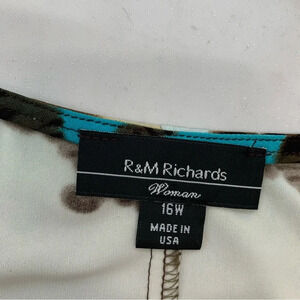 R&M Richards
Woman
16W
MADE IN
USA